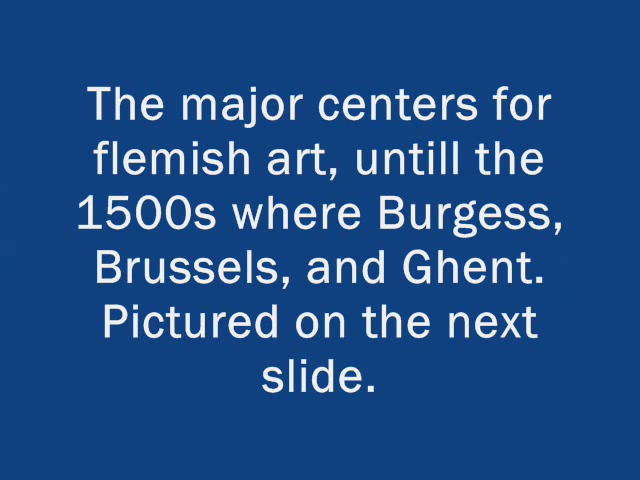 The major centers for
flemish art, untill the
1500s where Burgess,
Brussels, and Ghent.
Pictured on the next
slide.